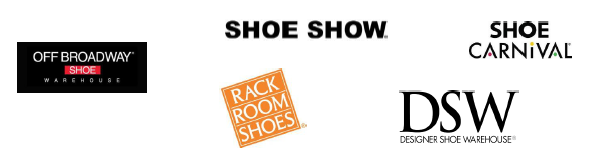 OFF BROADWAY®
SHOE
WAREHOUSE
SHOE SHOW®
SHOE
CARNIVAL®
RACK
ROOM
SHOES®
DSW
DESIGNER SHOE WAREHOUSE®